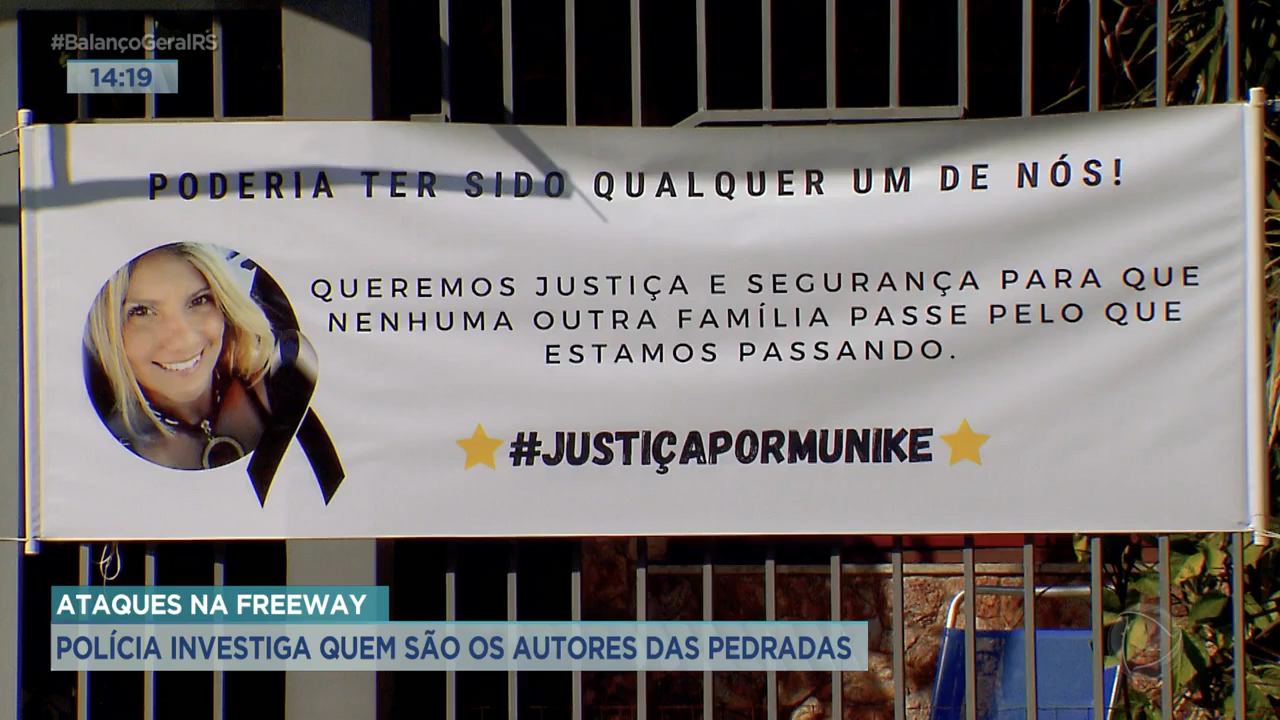 #BalançoGeralRS
14:19
PODERIA TER SIDO QUALQUER UM DE NÓS!
QUEREMOS JUSTIÇA E SEGURANÇA PARA QUE
NENHUMA OUTRA FAMÍLIA PASSE PELO QUE
ESTAMOS PASSANDO.
#JUSTIÇAPORMUNIKE
ATAQUES NA FREEWAY
POLÍCIA INVESTIGA QUEM SÃO OS AUTORES DAS PEDRADAS